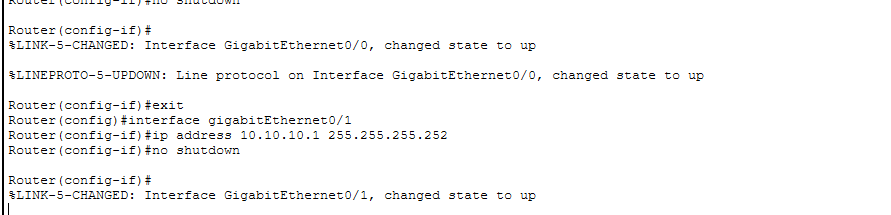 Router(config-if)#no shutdown
Router(config-if)#
%LINK-5-CHANGED: Interface GigabitEthernet0/0, changed state to up
%LINEPROTO-5-UPDOWN: Line protocol on Interface GigabitEthernet0/0, changed state to up
Router(config-if)#exit
Router(config)#interface gigabitEthernet0/1
Router(config-if)#ip address 10.10.10.1 255.255.255.252
Router(config-if)#no shutdown
Router(config-if)#
%LINK-5-CHANGED: Interface GigabitEthernet0/1, changed state to up